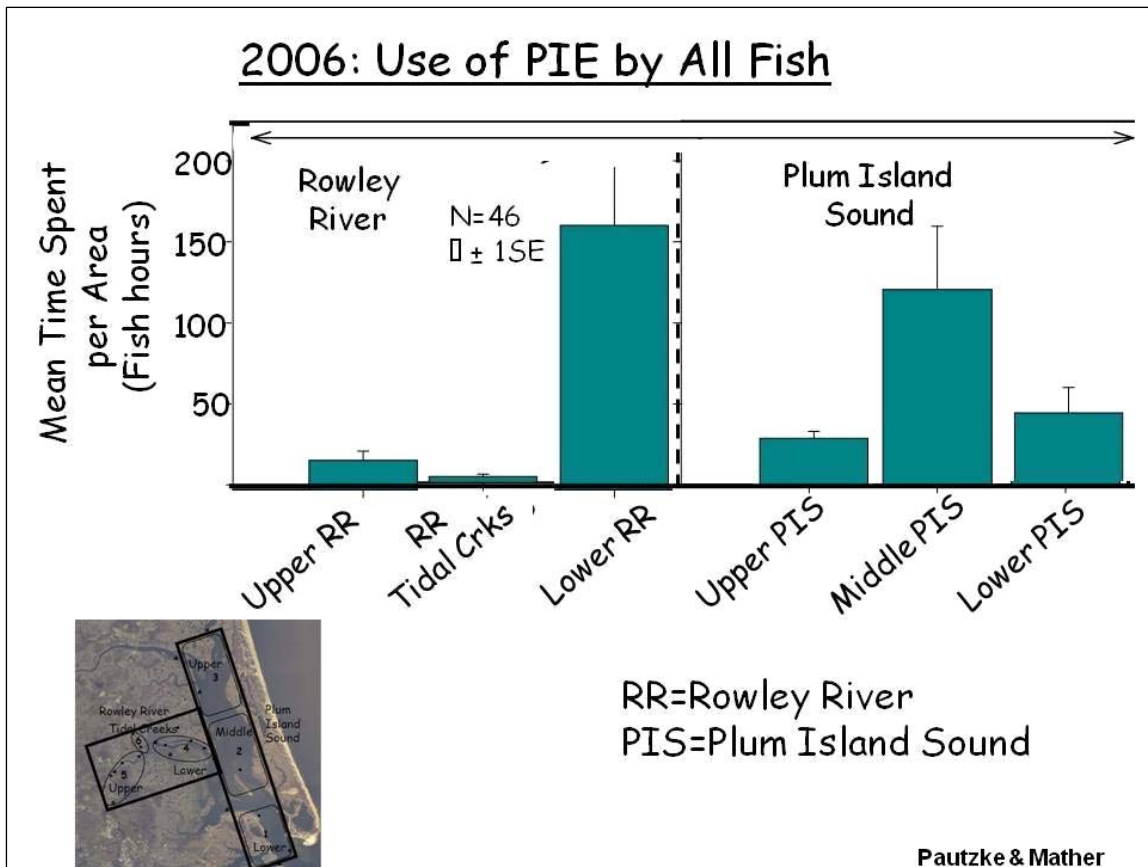 2006: Use of PIE by All Fish
Mean Time Spent
per Area
(Fish hours)
200
150
100
50
Rowley
River
N=46
▯ ± 1SE
Plum Island
Sound
Upper RR
RR
Tidal Crks
Lower RR
Upper PIS
Middle PIS
Lower PIS
Upper
3
Rowley River
Tidal Creeks
6
4
Lower
5
Upper
Middle
2
Plum
Island
Sound
1
Lower
RR=Rowley River
PIS=Plum Island Sound
Pautzke & Mather